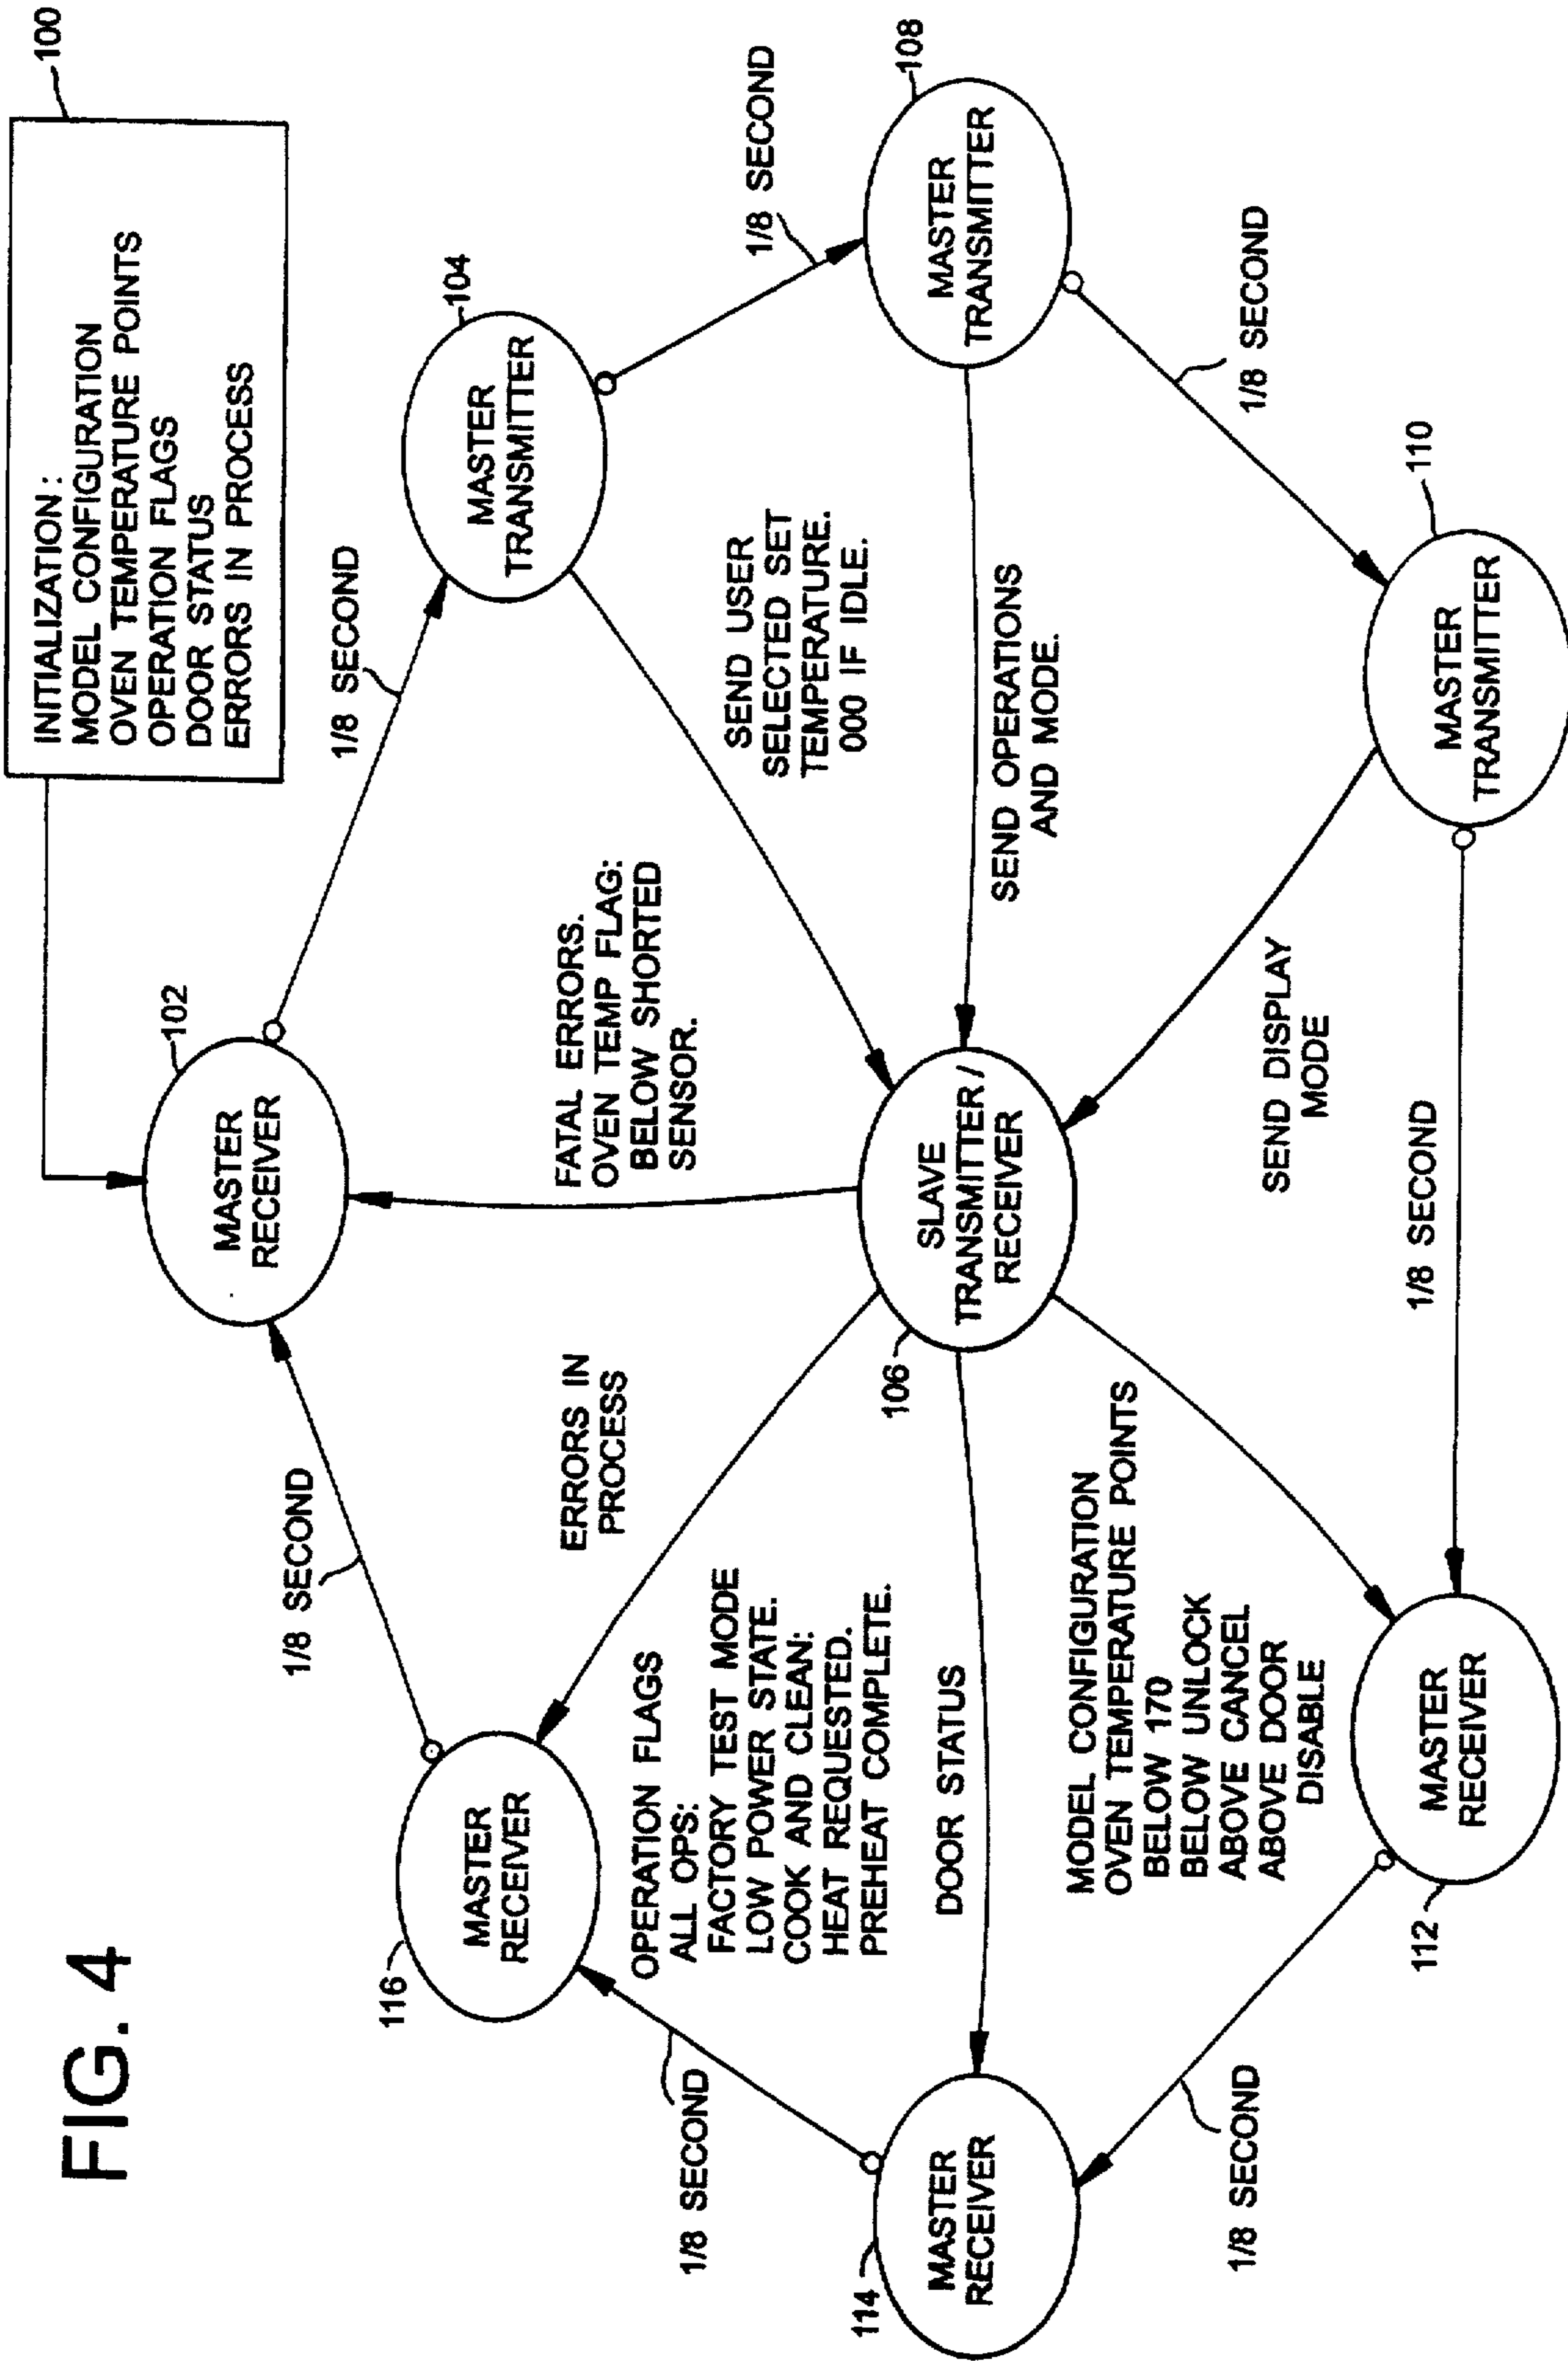 FIG. 4
INITIALIZATION:
MODEL CONFIGURATION
OVEN TEMPERATURE POINTS
OPERATION FLAGS
DOOR STATUS
ERRORS IN PROCESS
100
102
MASTER
RECEIVER
1/8 SECOND
104
MASTER
TRANSMITTER
1/8 SECOND
108
MASTER
TRANSMITTER
1/8 SECOND
110
MASTER
TRANSMITTER
1/8 SECOND
112
MASTER
RECEIVER
1/8 SECOND
114
MASTER
RECEIVER
1/8 SECOND
116
MASTER
RECEIVER
1/8 SECOND
106
SLAVE
TRANSMITTER /
RECEIVER
FATAL ERRORS.
OVEN TEMP FLAG:
BELOW SHORTED
SENSOR.
SEND USER
SELECTED SET
TEMPERATURE.
000 IF IDLE.
SEND OPERATIONS
AND MODE.
SEND DISPLAY
MODE
MODEL CONFIGURATION
OVEN TEMPERATURE POINTS
BELOW 170
BELOW UNLOCK
ABOVE CANCEL
ABOVE DOOR
DISABLE
DOOR STATUS
OPERATION FLAGS
ALL OPS:
FACTORY TEST MODE
LOW POWER STATE.
COOK AND CLEAN:
HEAT REQUESTED.
PREHEAT COMPLETE.
ERRORS IN
PROCESS